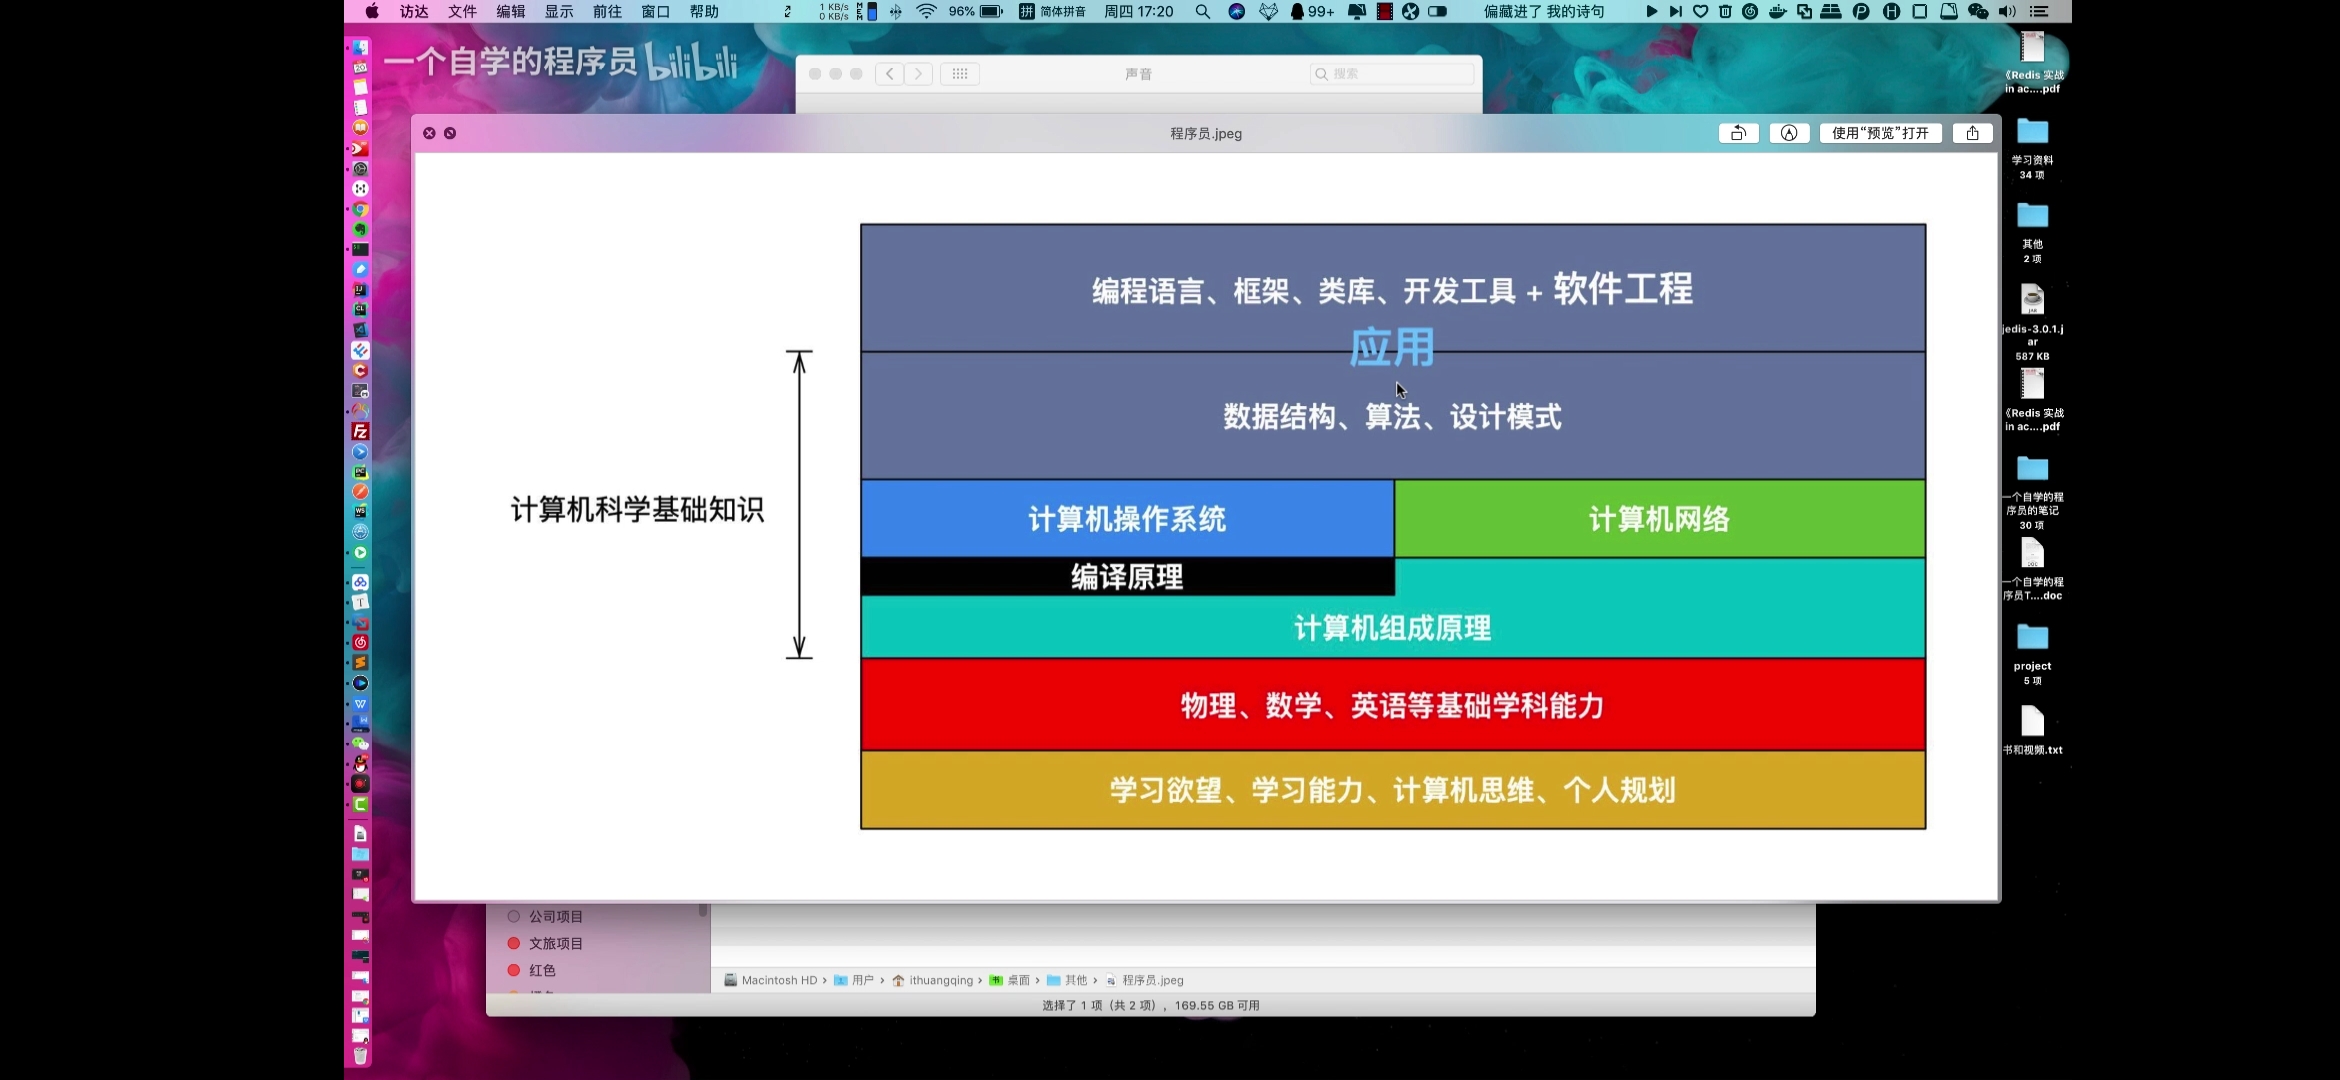 访达 文件 编辑 显示 前往 窗口 帮助
1 KB/s
0 KB/s
96%
拼 简体拼音 周四 17:20
99+
偏藏进了 我的诗句
一个自学的程序员 bilibili
声音
搜索
程序员.jpeg
使用“预览”打开
编程语言、框架、类库、开发工具 + 软件工程
应用
数据结构、算法、设计模式
计算机科学基础知识
计算机操作系统
计算机网络
编译原理
计算机组成原理
物理、数学、英语等基础学科能力
学习欲望、学习能力、计算机思维、个人规划
公司项目
文旅项目
红色
Macintosh HD › 用户 › ithuangqing › 桌面 › 其他 › 程序员.jpeg
选择了 1 项（共 2 项），169.55 GB 可用
《Redis 实战
in ac....pdf
学习资料
34 项
其他
2 项
jedis-3.0.1.j
ar
587 KB
《Redis 实战
in ac....pdf
一个自学的程
序员的笔记
30 项
一个自学的程
序员T....doc
project
5 项
书和视频.txt